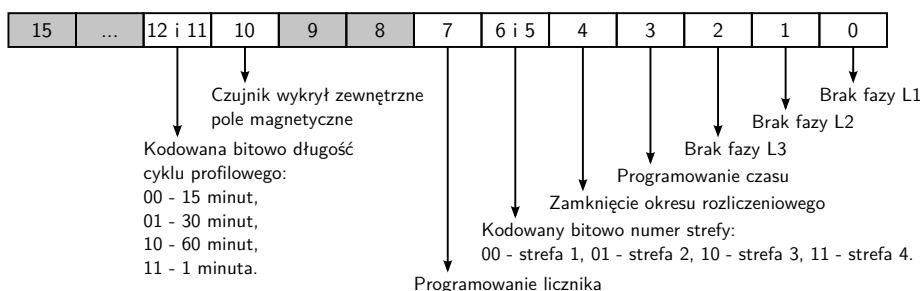 15 ... 12 i 11 10 9 8 7 6 i 5 4 3 2 1 0
Czujnik wykrył zewnętrzne
pole magnetyczne
Brak fazy L1
Brak fazy L2
Brak fazy L3
Kodowana bitowo długość
cyklu profilowego:
00 - 15 minut,
01 - 30 minut,
10 - 60 minut,
11 - 1 minuta.
Programowanie czasu
Zamknięcie okresu rozliczeniowego
Kodowany bitowo numer strefy:
00 - strefa 1, 01 - strefa 2, 10 - strefa 3, 11 - strefa 4.
Programowanie licznika